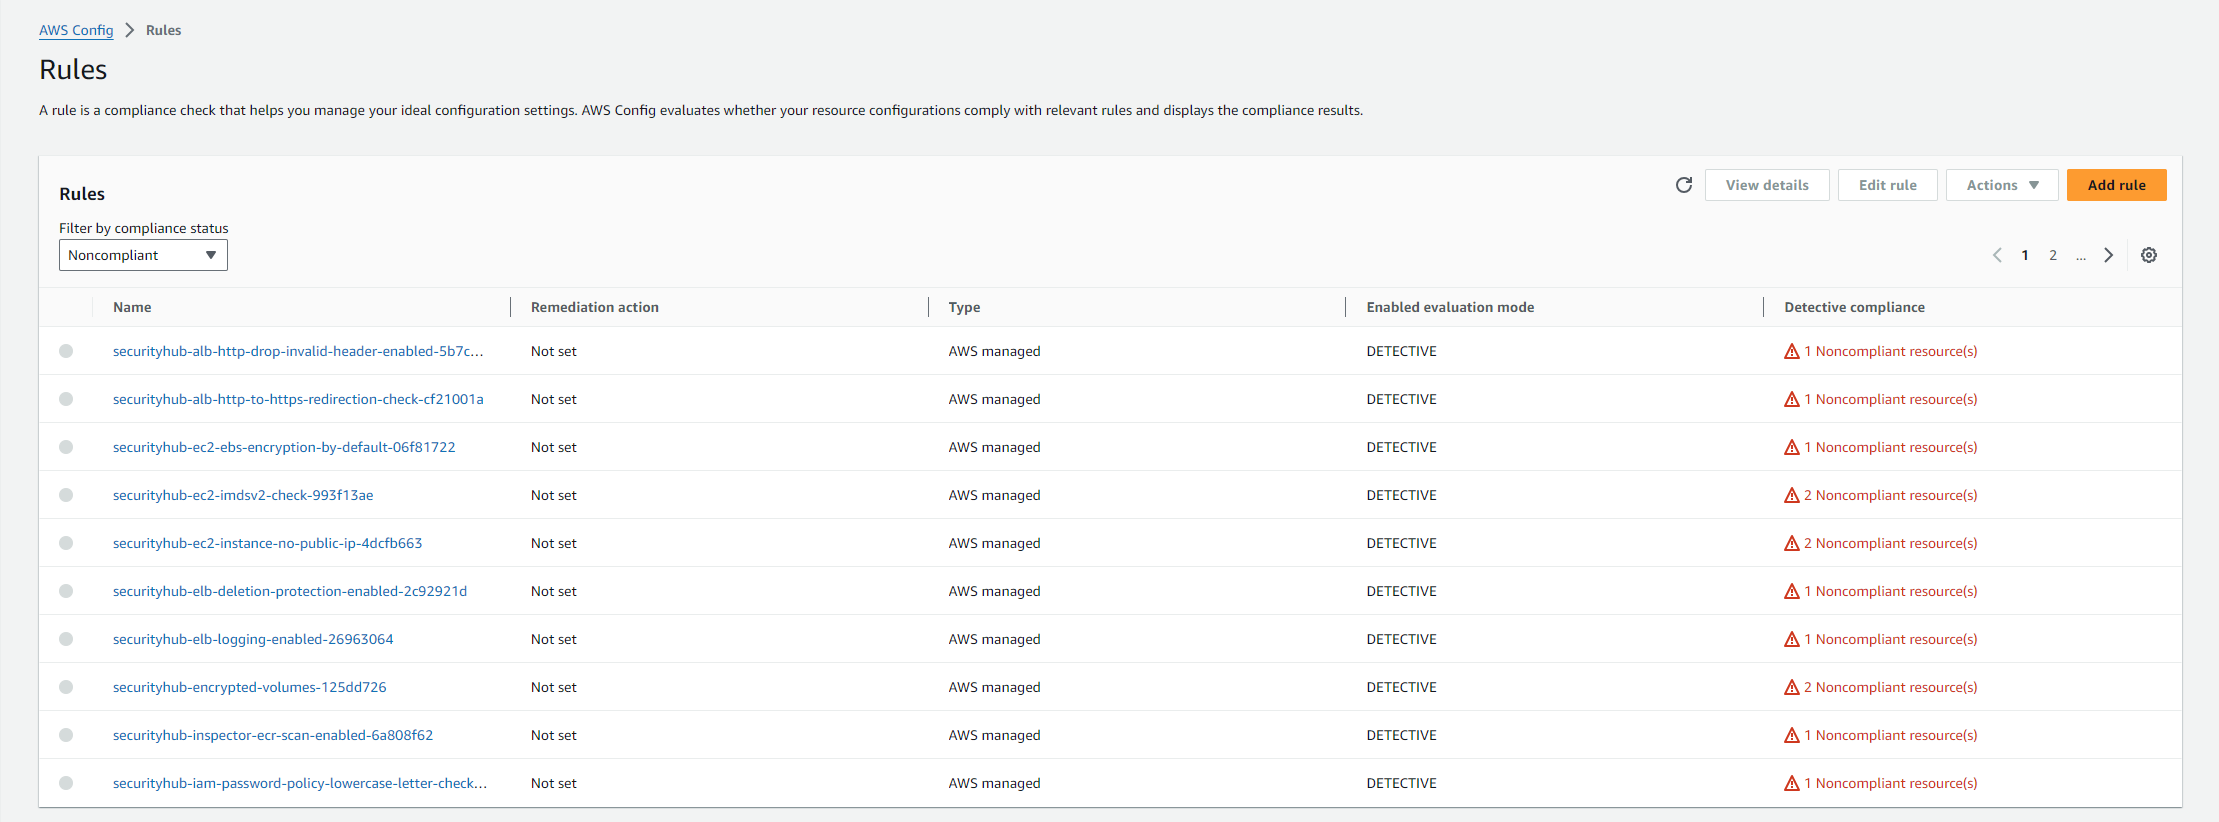 AWS Config > Rules
Rules
A rule is a compliance check that helps you manage your ideal configuration settings. AWS Config evaluates whether your resource configurations comply with relevant rules and displays the compliance results.
Rules
View details Edit rule Actions Add rule
Filter by compliance status
Noncompliant
1 2 ...
Name Remediation action Type Enabled evaluation mode Detective compliance
securityhub-alb-http-drop-invalid-header-enabled-5b7c... Not set AWS managed DETECTIVE 1 Noncompliant resource(s)
securityhub-alb-http-to-https-redirection-check-cf21001a Not set AWS managed DETECTIVE 1 Noncompliant resource(s)
securityhub-ec2-ebs-encryption-by-default-06f81722 Not set AWS managed DETECTIVE 1 Noncompliant resource(s)
securityhub-ec2-imdsv2-check-993f13ae Not set AWS managed DETECTIVE 2 Noncompliant resource(s)
securityhub-ec2-instance-no-public-ip-4dcfb663 Not set AWS managed DETECTIVE 2 Noncompliant resource(s)
securityhub-elb-deletion-protection-enabled-2c92921d Not set AWS managed DETECTIVE 1 Noncompliant resource(s)
securityhub-elb-logging-enabled-26963064 Not set AWS managed DETECTIVE 1 Noncompliant resource(s)
securityhub-encrypted-volumes-125dd726 Not set AWS managed DETECTIVE 2 Noncompliant resource(s)
securityhub-inspector-ecr-scan-enabled-6a808f62 Not set AWS managed DETECTIVE 1 Noncompliant resource(s)
securityhub-iam-password-policy-lowercase-letter-check... Not set AWS managed DETECTIVE 1 Noncompliant resource(s)